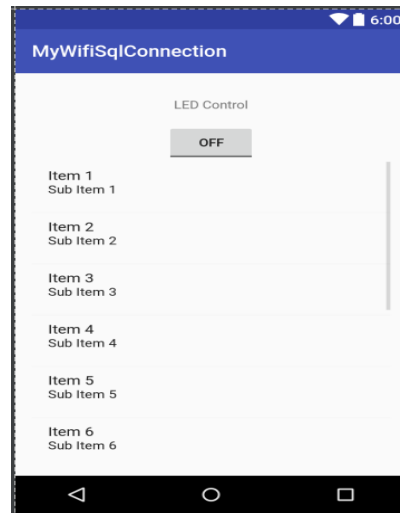 6:00
MyWifiSqlConnection
LED Control
OFF
Item 1
Sub Item 1
Item 2
Sub Item 2
Item 3
Sub Item 3
Item 4
Sub Item 4
Item 5
Sub Item 5
Item 6
Sub Item 6